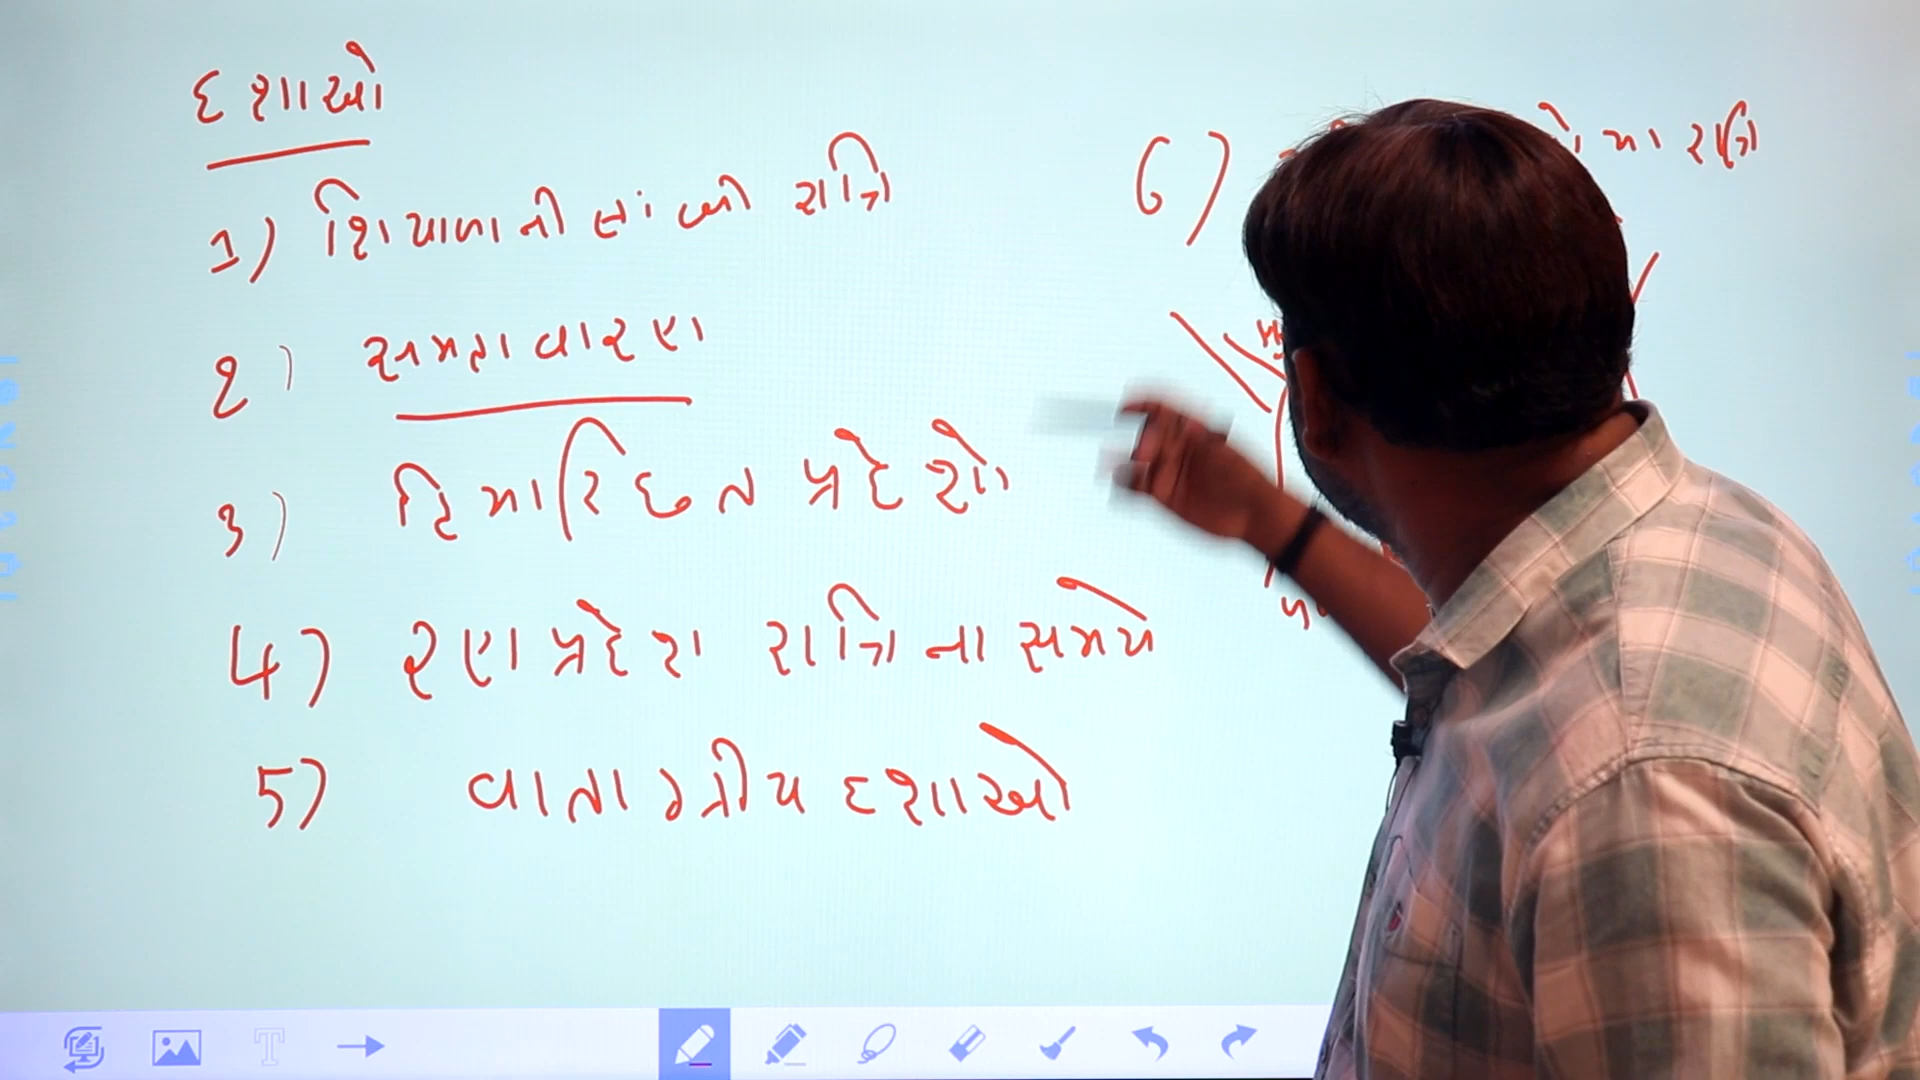 દશાઓ
1) શિયાળાની લાંબી રાત્રિ
2) સમતાવરણ
3) હિમાચ્છિત પ્રદેશો
4) રણપ્રદેશ રાત્રિના સમયે
5) વાતાગ્રીય દશાઓ
6) મા રાત્રિ